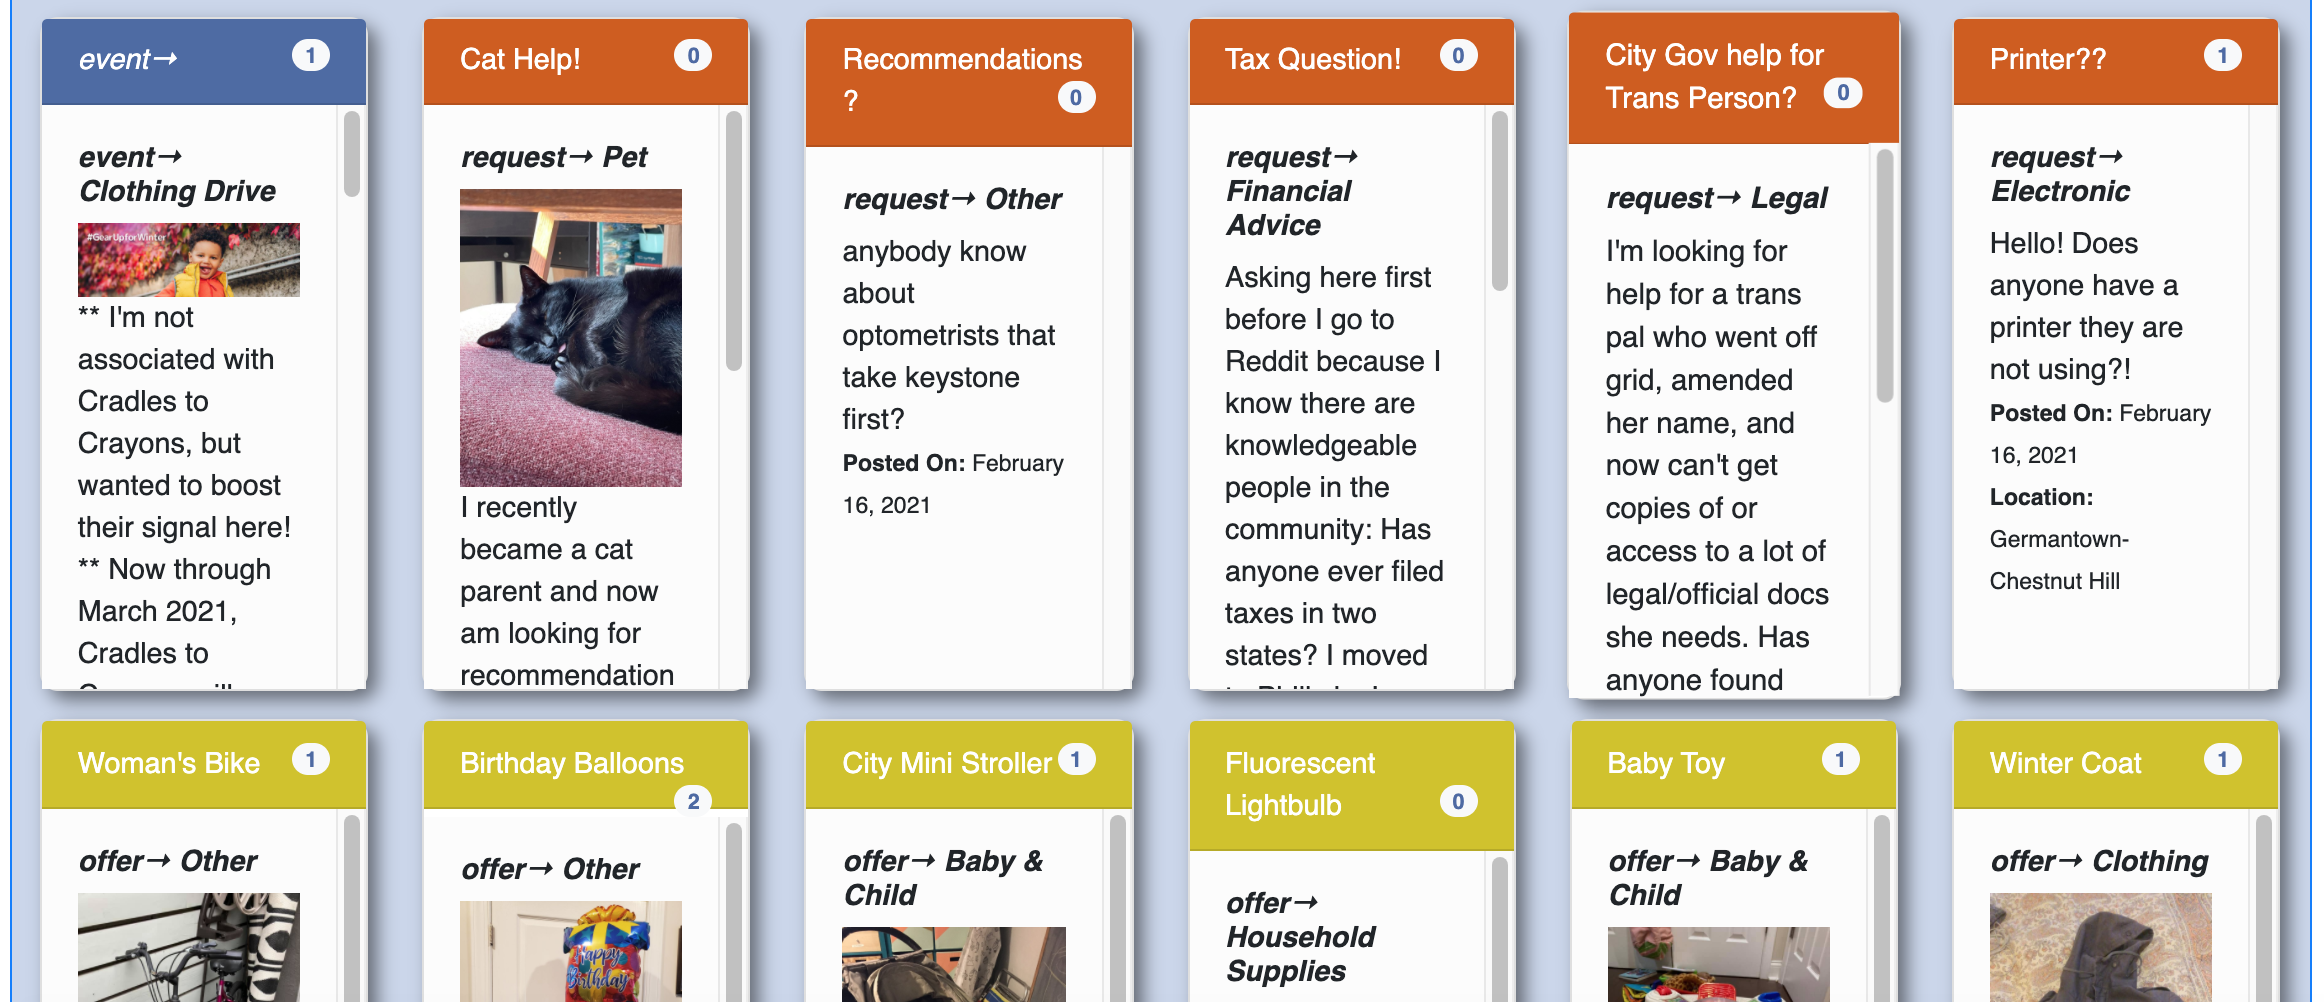 event→ 1
event→
Clothing Drive
#GearUpforWinter
** I'm not
associated with
Cradles to
Crayons, but
wanted to boost
their signal here!
** Now through
March 2021,
Cradles to
Cat Help! 0
request→ Pet
I recently
became a cat
parent and now
am looking for
recommendation
Recommendations
? 0
request→ Other
anybody know
about
optometrists that
take keystone
first?
Posted On: February
16, 2021
Tax Question! 0
request→
Financial
Advice
Asking here first
before I go to
Reddit because I
know there are
knowledgeable
people in the
community: Has
anyone ever filed
taxes in two
states? I moved
City Gov help for
Trans Person? 0
request→ Legal
I'm looking for
help for a trans
pal who went off
grid, amended
her name, and
now can't get
copies of or
access to a lot of
legal/official docs
she needs. Has
anyone found
Printer?? 1
request→
Electronic
Hello! Does
anyone have a
printer they are
not using?!
Posted On: February
16, 2021
Location:
Germantown-
Chestnut Hill
Woman's Bike 1
offer→ Other
Birthday Balloons
2
offer→ Other
Happy
Birthday
City Mini Stroller 1
offer→ Baby &
Child
Fluorescent
Lightbulb 0
offer→
Household
Supplies
Baby Toy 1
offer→ Baby &
Child
Winter Coat 1
offer→ Clothing